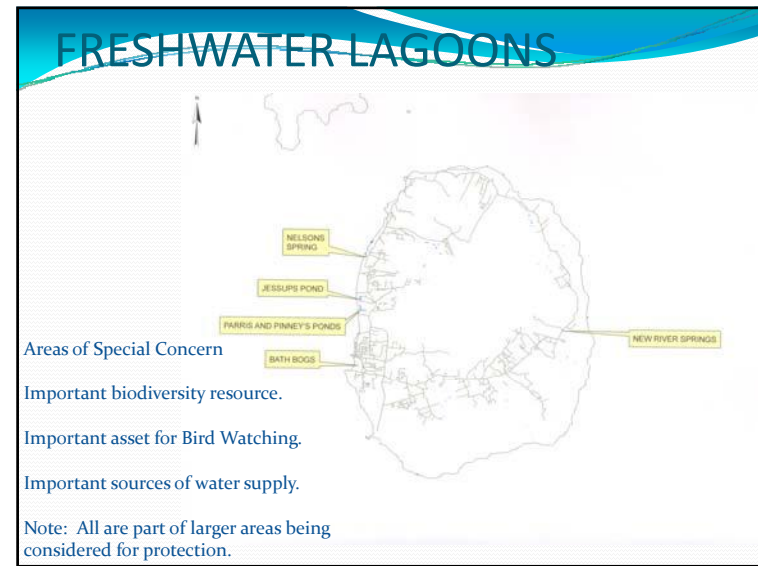 FRESHWATER LAGOONS
N
NELSONS
SPRING
JESSUPS POND
PARRIS AND PINNEY'S PONDS
BATH BOGS
NEW RIVER SPRINGS
Areas of Special Concern
Important biodiversity resource.
Important asset for Bird Watching.
Important sources of water supply.
Note: All are part of larger areas being
considered for protection.